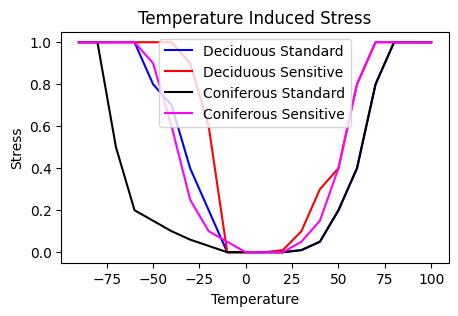 Temperature Induced Stress
Deciduous Standard
Deciduous Sensitive
Coniferous Standard
Coniferous Sensitive
1.0
0.8
0.6
0.4
0.2
0.0
Stress
−75 −50 −25 0 25 50 75 100
Temperature